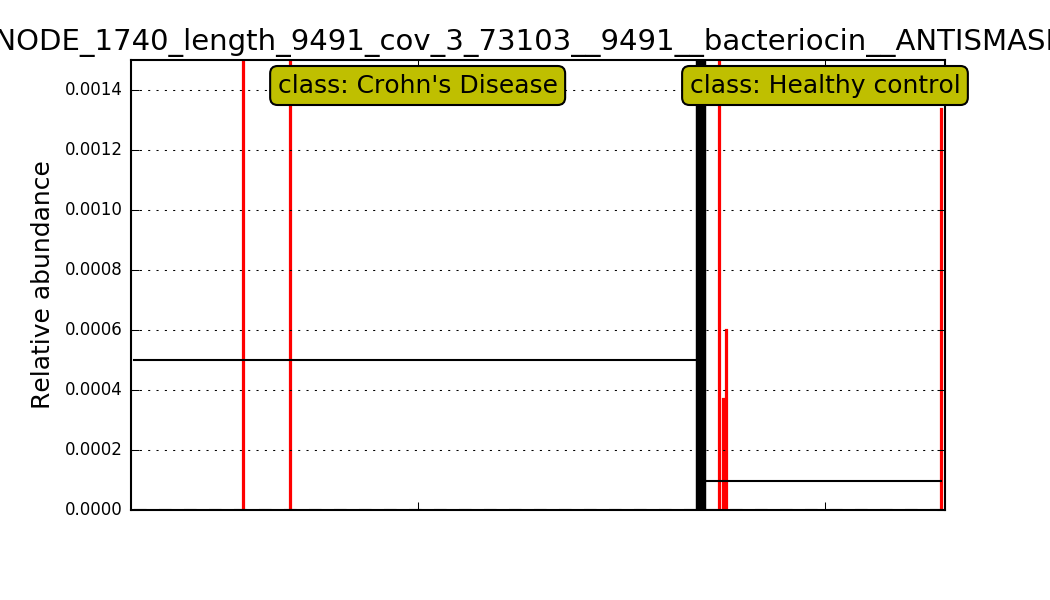 NODE_1740_length_9491_cov_3_73103__9491__bacteriocin__ANTISMAS
class: Crohn's Disease
class: Healthy control
Relative abundance
0.0014
0.0012
0.0010
0.0008
0.0006
0.0004
0.0002
0.0000